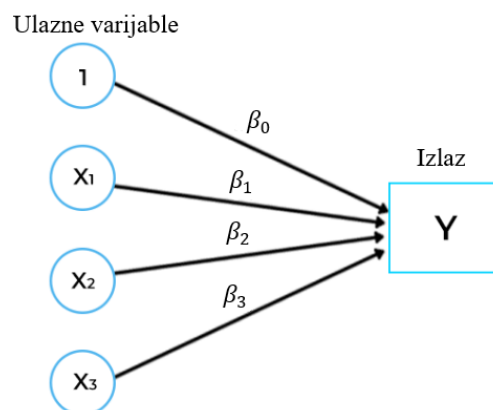 Ulazne varijable
1
β₀
X₁
β₁
Izlaz
Y
β₂
X₂
β₃
X₃